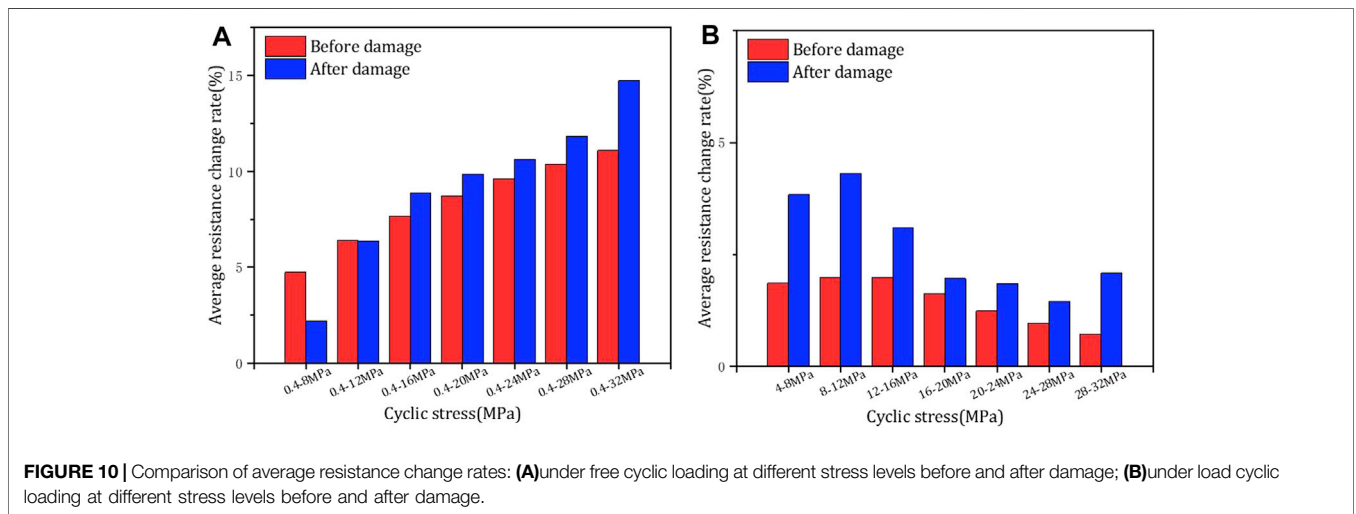 A
Before damage
After damage
Average resistance change rate(%)
15
10
5
0
0.4-8MPa
0.4-12MPa
0.4-16MPa
0.4-20MPa
0.4-24MPa
0.4-28MPa
0.4-32MPa
Cyclic stress(MPa)
B
Before damage
After damage
Average resistance change rate(%)
5
0
4-8MPa
8-12MPa
12-16MPa
16-20MPa
20-24MPa
24-28MPa
28-32MPa
Cyclic stress(MPa)
FIGURE 10 | Comparison of average resistance change rates: (A)under free cyclic loading at different stress levels before and after damage; (B)under load cyclic
loading at different stress levels before and after damage.